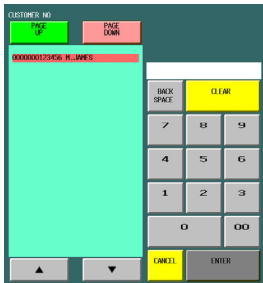 CUSTOMER NO
PAGE UP
PAGE DOWN
0000000123456 M.JAMES
BACK SPACE
CLEAR
7 8 9
4 5 6
1 2 3
0 00
CANCEL
ENTER